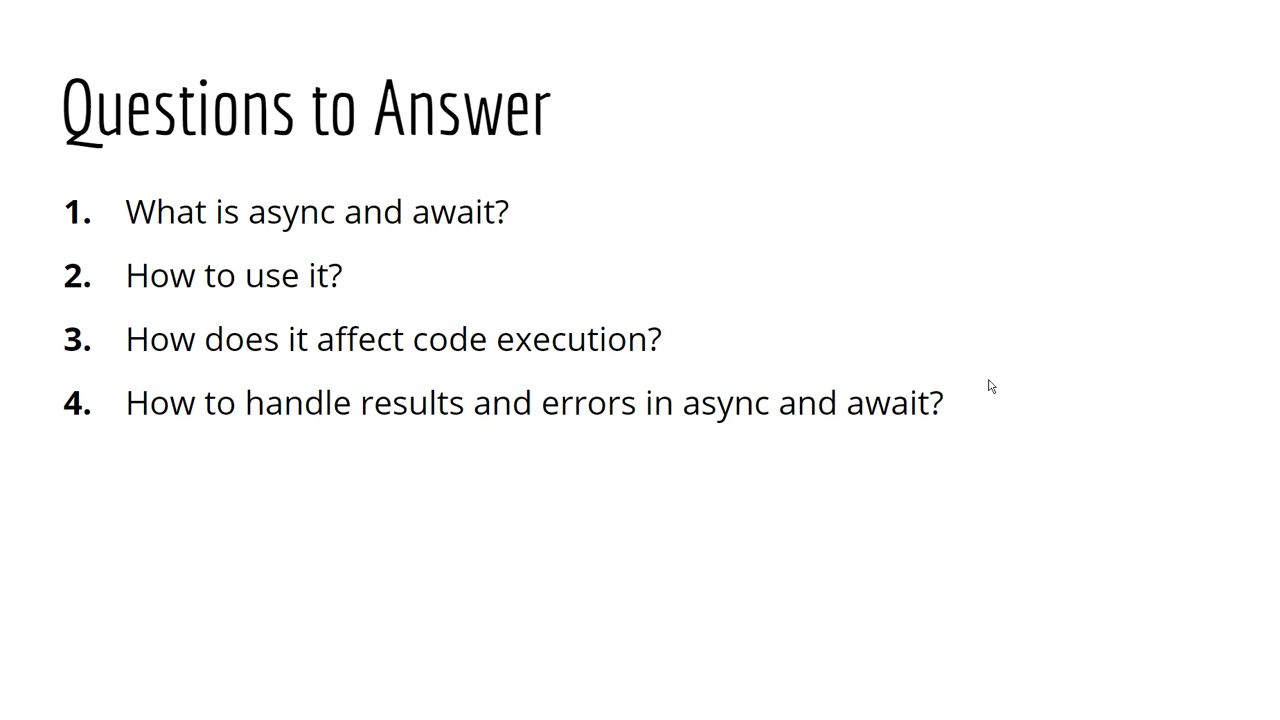 Questions to Answer
1. What is async and await?
2. How to use it?
3. How does it affect code execution?
4. How to handle results and errors in async and await?